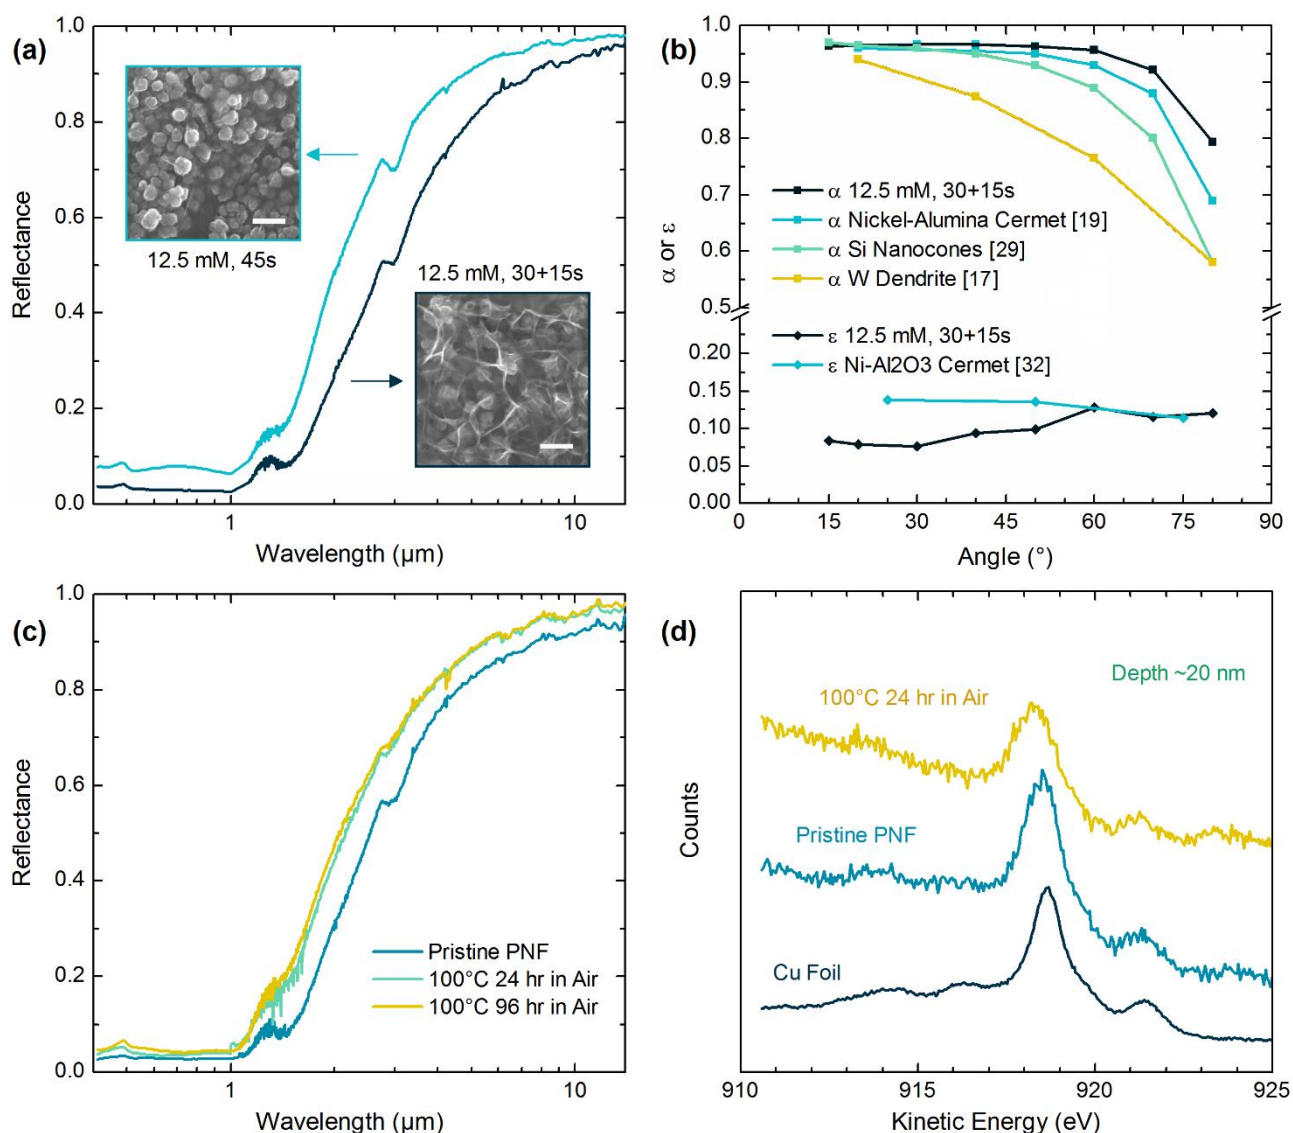 (a)
1.0
0.8
0.6
0.4
0.2
0.0
Reflectance
12.5 mM, 45s
12.5 mM, 30+15s
1
10
Wavelength (µm)
(b)
1.0
0.9
0.8
0.7
0.6
0.5
0.20
0.15
0.10
0.05
0.00
α or ε
α 12.5 mM, 30+15s
α Nickel-Alumina Cermet [19]
α Si Nanocones [29]
α W Dendrite [17]
ε 12.5 mM, 30+15s
ε Ni-Al2O3 Cermet [32]
0
15
30
45
60
75
90
Angle (°)
(c)
1.0
0.8
0.6
0.4
0.2
0.0
Reflectance
Pristine PNF
100°C 24 hr in Air
100°C 96 hr in Air
1
10
Wavelength (µm)
(d)
Depth ~20 nm
100°C 24 hr in Air
Pristine PNF
Cu Foil
Counts
910
915
920
925
Kinetic Energy (eV)